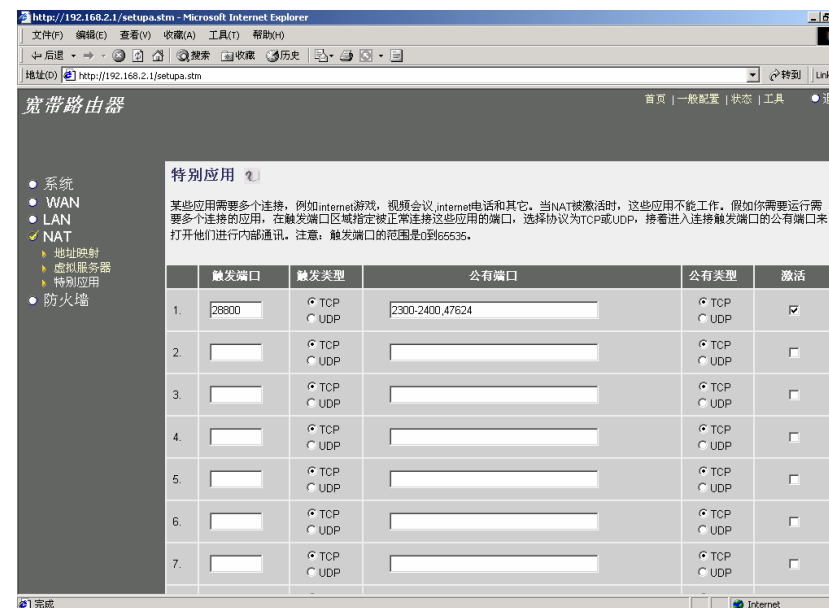 http://192.168.2.1/setupa.stm - Microsoft Internet Explorer
文件(F) 编辑(E) 查看(V) 收藏(A) 工具(T) 帮助(H)
后退 搜索 收藏 历史
地址(D) http://192.168.2.1/setupa.stm 转到
宽带路由器
首页 | 一般配置 | 状态 | 工具
系统
WAN
LAN
NAT
地址映射
虚拟服务器
特别应用
防火墙
特别应用
某些应用需要多个连接，例如internet游戏，视频会议,internet电话和其它。当NAT被激活时，这些应用不能工作。假如你需要运行需
要多个连接的应用，在触发端口区域指定被正常连接这些应用的端口，选择协议为TCP或UDP，接着进入连接触发端口的公有端口来
打开他们进行内部通讯。注意：触发端口的范围是0到65535。
触发端口 触发类型 公有端口 公有类型 激活
1. 28800 TCP UDP 2300-2400,47624 TCP UDP
2. TCP UDP TCP UDP
3. TCP UDP TCP UDP
4. TCP UDP TCP UDP
5. TCP UDP TCP UDP
6. TCP UDP TCP UDP
7. TCP UDP TCP UDP
完成 Internet